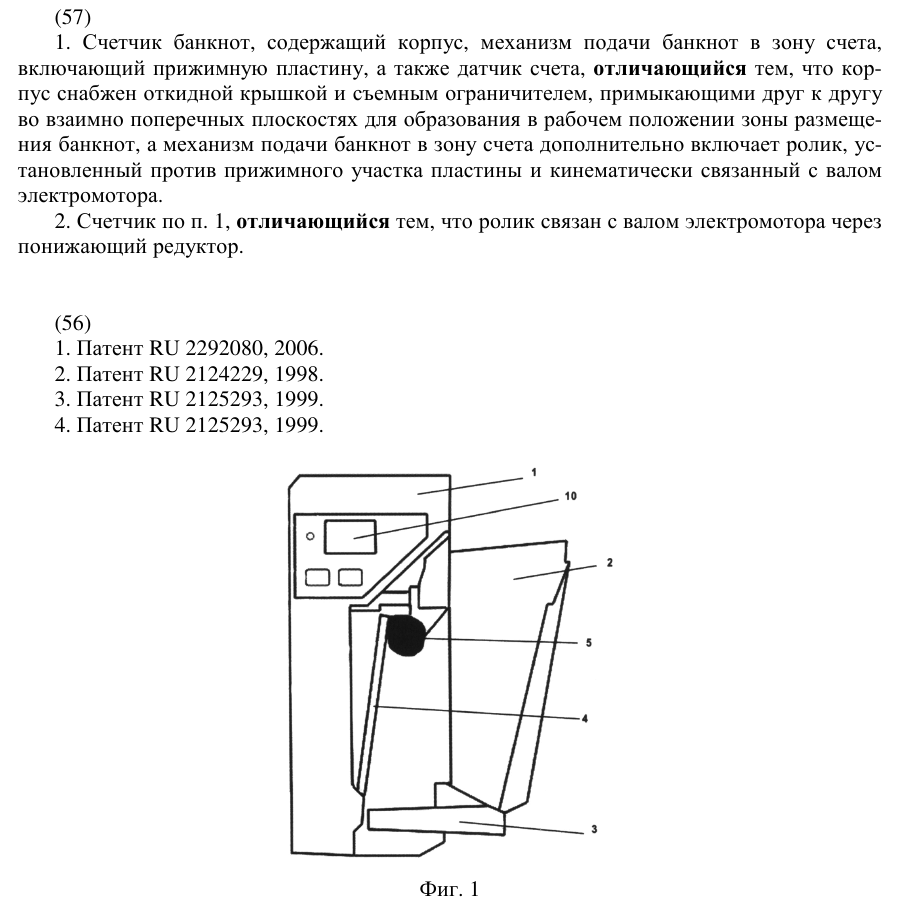 (57)
1. Счетчик банкнот, содержащий корпус, механизм подачи банкнот в зону счета,
включающий прижимную пластину, а также датчик счета, отличающийся тем, что кор-
пус снабжен откидной крышкой и съемным ограничителем, примыкающими друг к другу
во взаимно поперечных плоскостях для образования в рабочем положении зоны размеще-
ния банкнот, а механизм подачи банкнот в зону счета дополнительно включает ролик, ус-
тановленный против прижимного участка пластины и кинематически связанный с валом
электромотора.
2. Счетчик по п. 1, отличающийся тем, что ролик связан с валом электромотора через
понижающий редуктор.
(56)
1. Патент RU 2292080, 2006.
2. Патент RU 2124229, 1998.
3. Патент RU 2125293, 1999.
4. Патент RU 2125293, 1999.
1
10
2
5
4
3
Фиг. 1